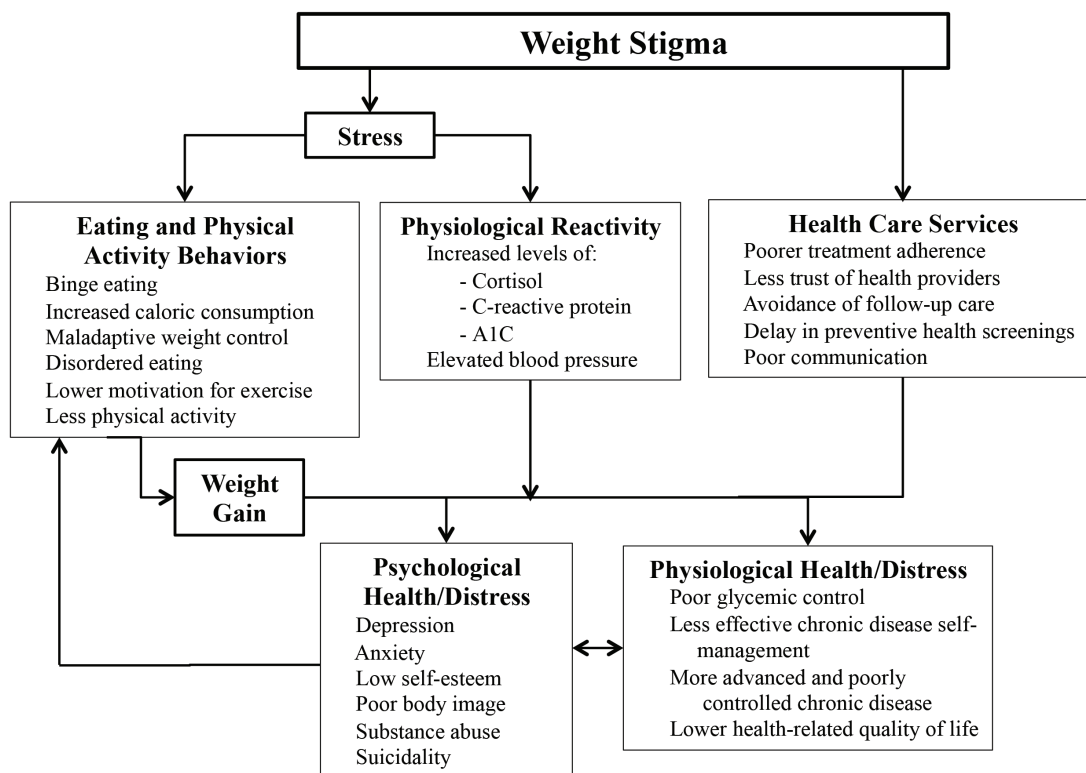 Weight Stigma
Stress
Eating and Physical
Activity Behaviors
Binge eating
Increased caloric consumption
Maladaptive weight control
Disordered eating
Lower motivation for exercise
Less physical activity
Physiological Reactivity
Increased levels of:
- Cortisol
- C-reactive protein
- A1C
Elevated blood pressure
Health Care Services
Poorer treatment adherence
Less trust of health providers
Avoidance of follow-up care
Delay in preventive health screenings
Poor communication
Weight
Gain
Psychological
Health/Distress
Depression
Anxiety
Low self-esteem
Poor body image
Substance abuse
Suicidality
Physiological Health/Distress
Poor glycemic control
Less effective chronic disease self-
management
More advanced and poorly
controlled chronic disease
Lower health-related quality of life